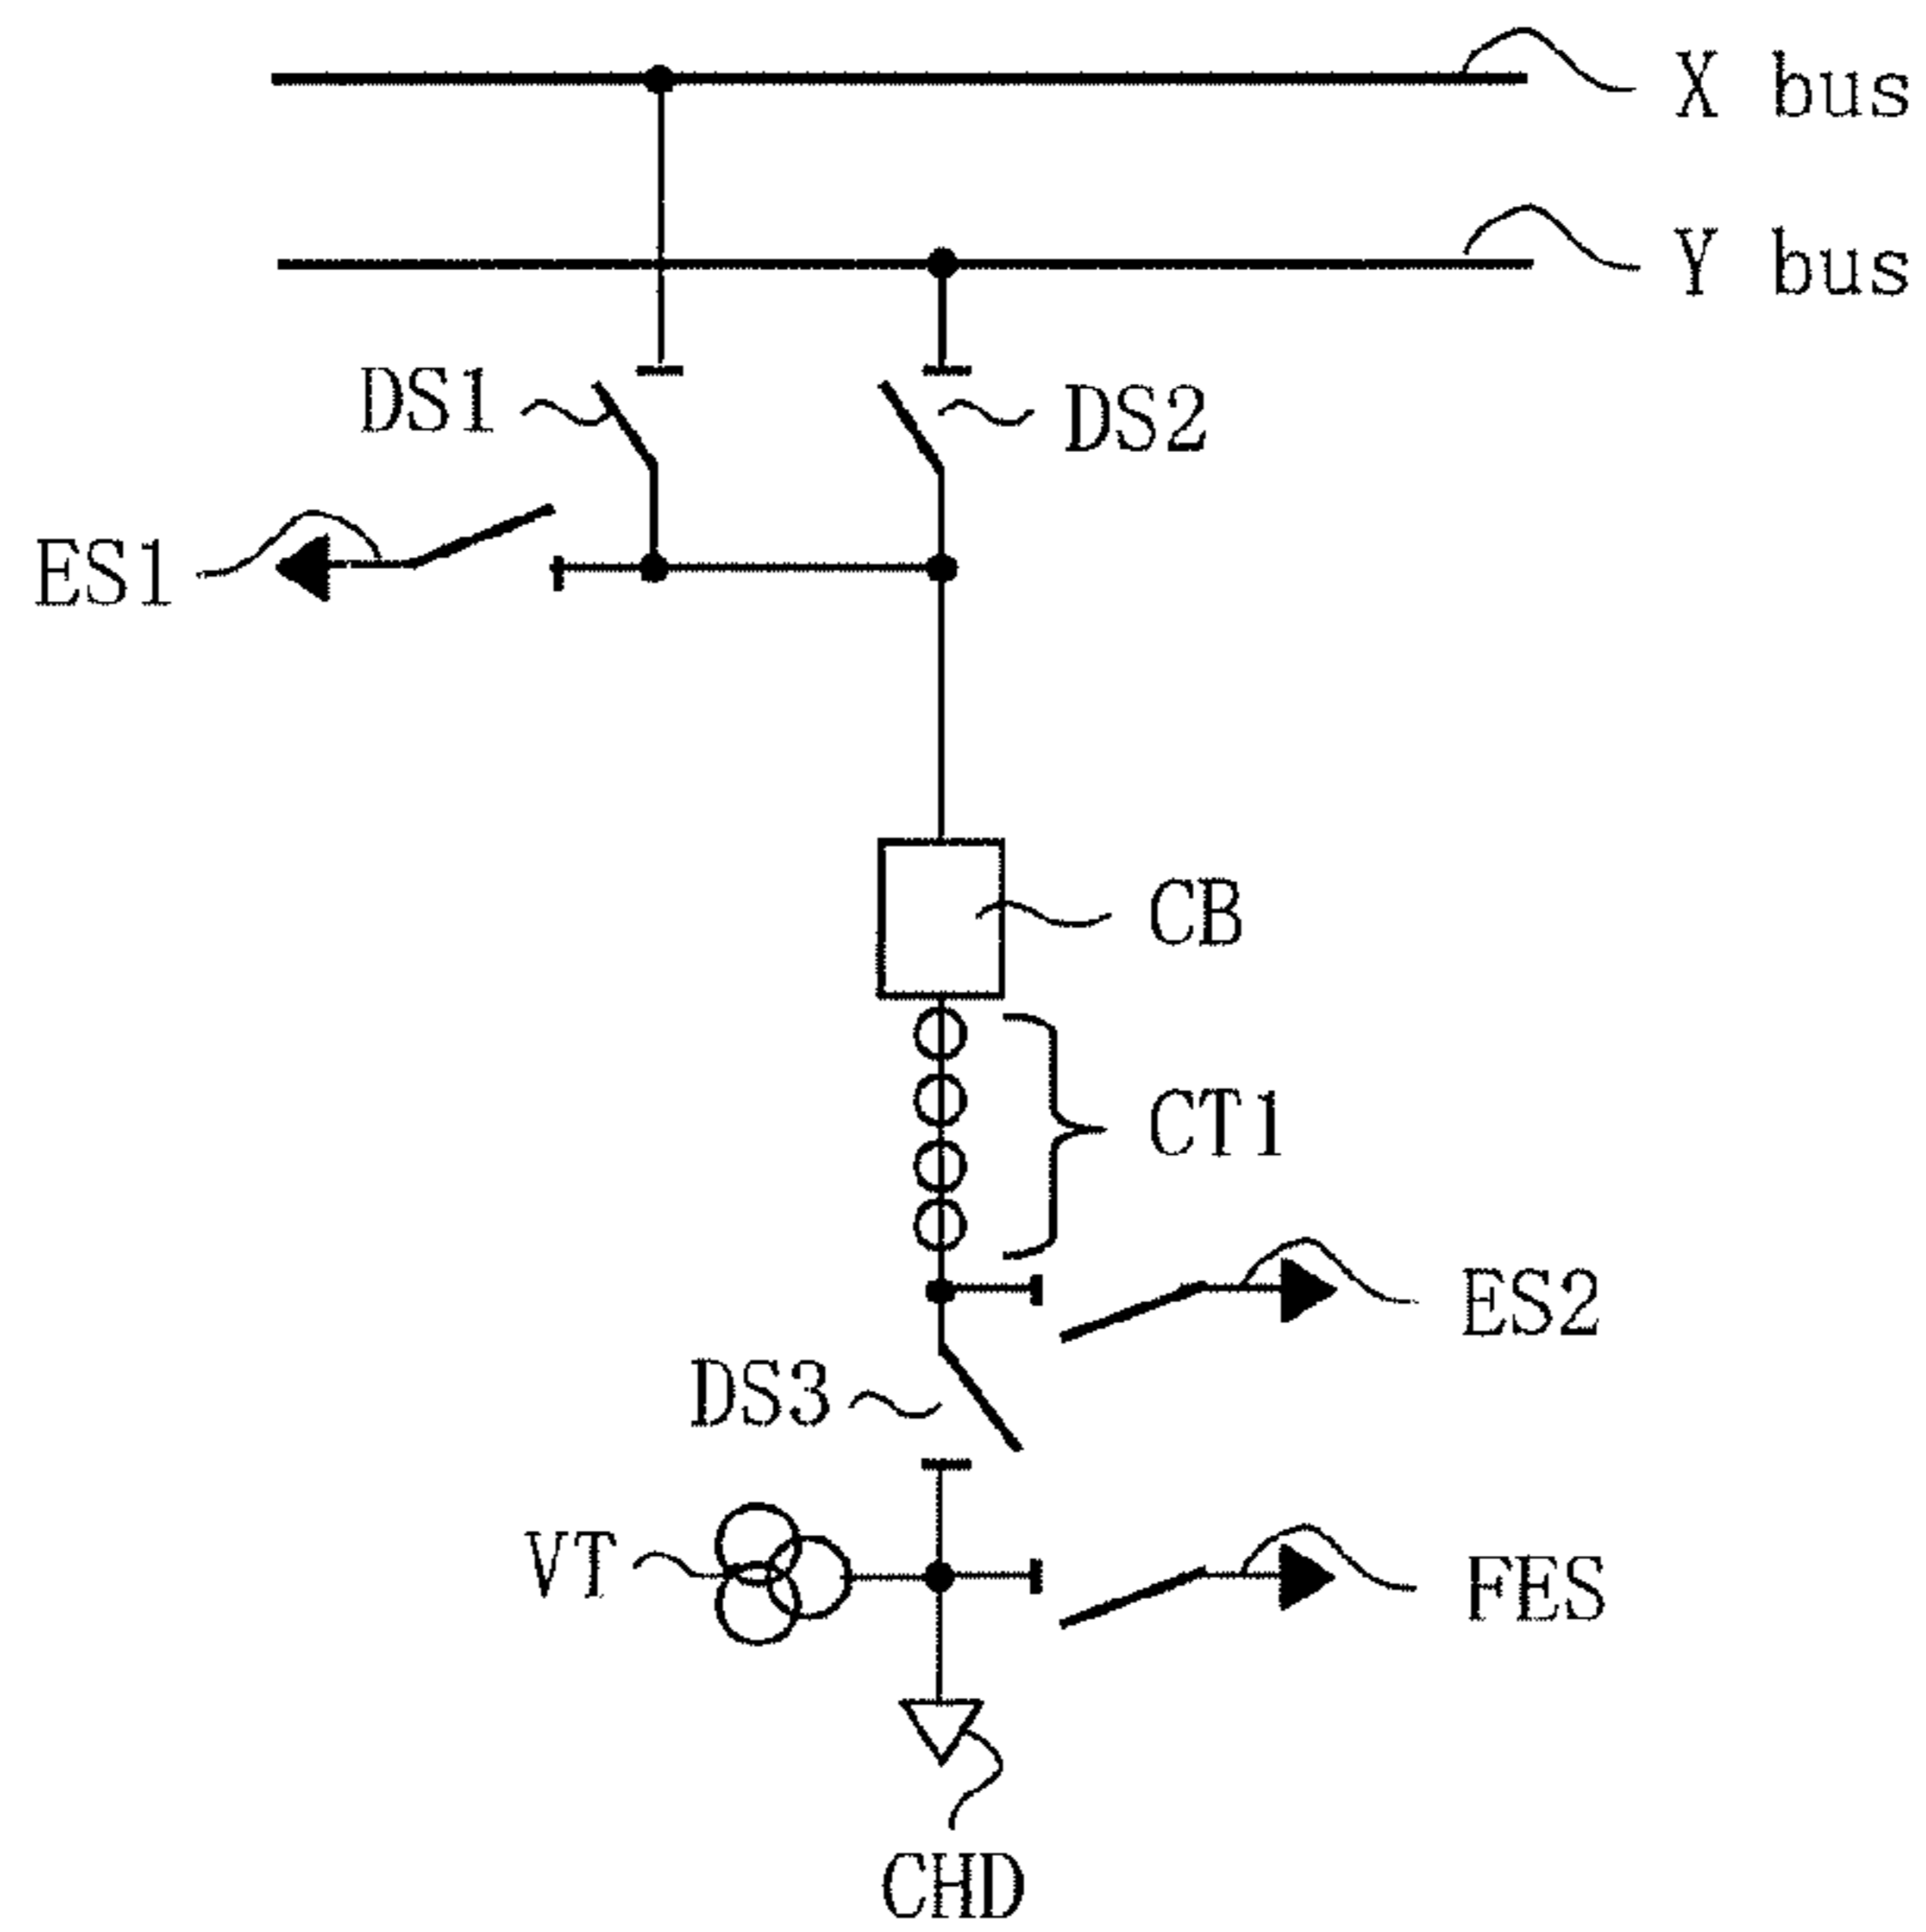 X bus
Y bus
DS1
DS2
ES1
CB
CT1
ES2
DS3
VT
FES
CHD